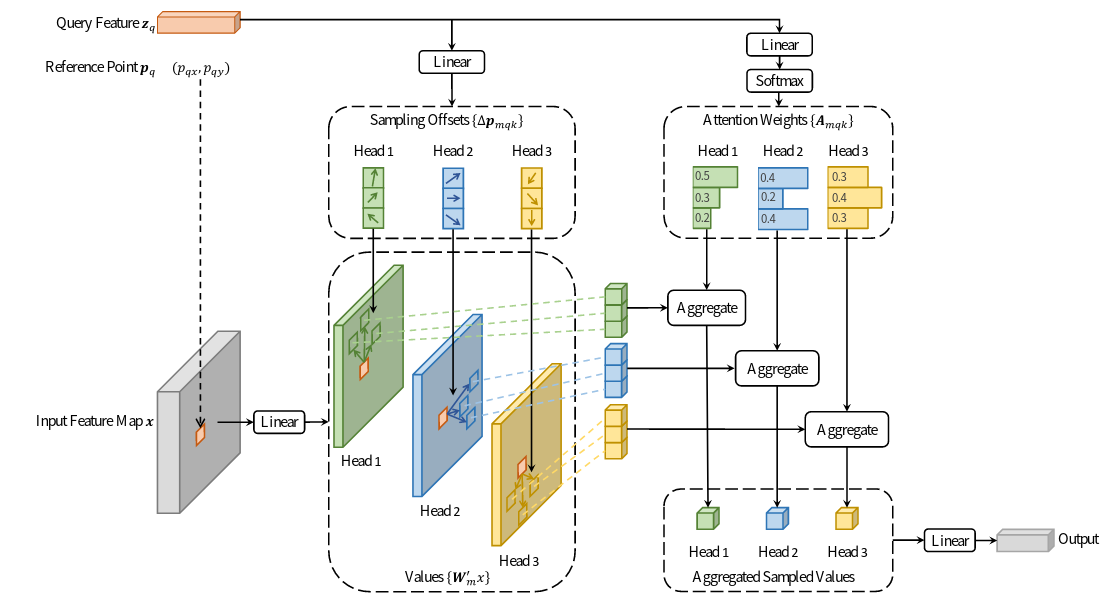 Query Feature z_q
Reference Point p_q (p_qx, p_qy)
Linear
Linear
Softmax
Sampling Offsets {Δp_mqk}
Head 1 Head 2 Head 3
Attention Weights {A_mqk}
Head 1 Head 2 Head 3
0.5 0.4 0.3
0.3 0.2 0.4
0.2 0.4 0.3
Input Feature Map x
Linear
Head 1
Head 2
Head 3
Values {W'_m x}
Aggregate
Aggregate
Aggregate
Head 1 Head 2 Head 3
Aggregated Sampled Values
Linear
Output